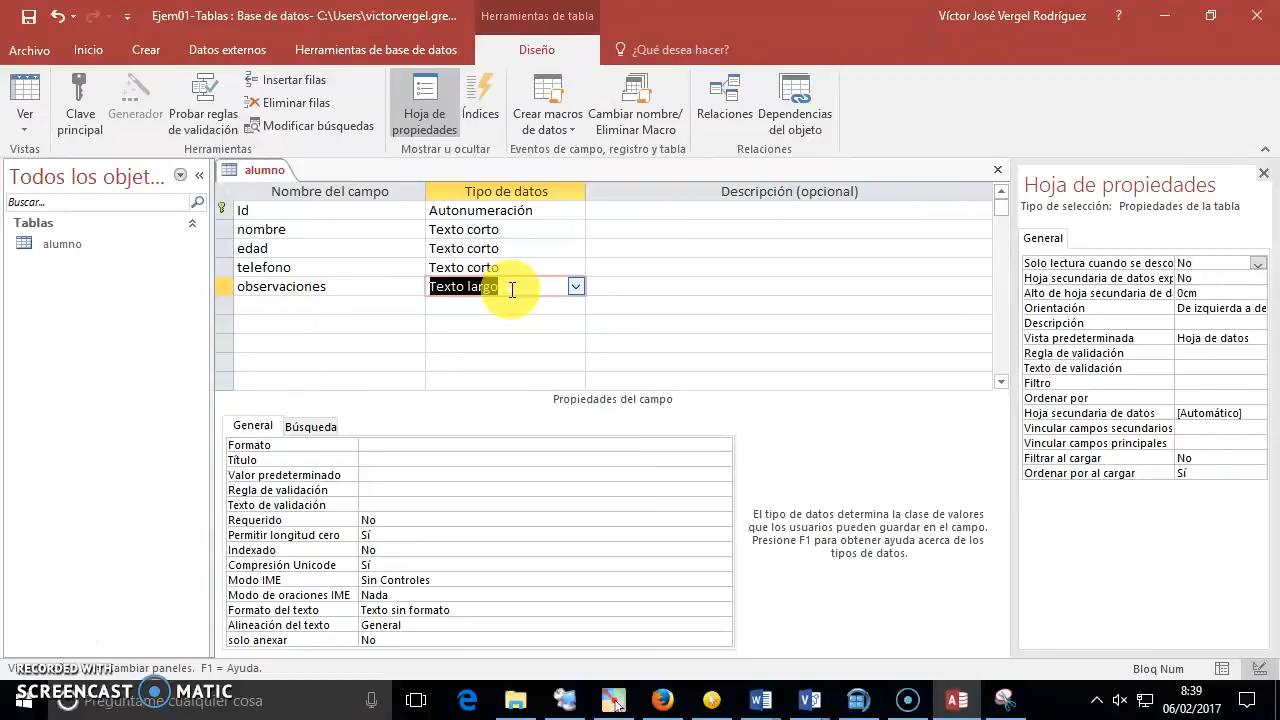 Ejem01-Tablas : Base de datos- C:\Users\victorvergel.gre...
Herramientas de tabla
Víctor José Vergel Rodríguez
?
Archivo
Inicio
Crear
Datos externos
Herramientas de base de datos
Diseño
¿Qué desea hacer?
Ver
Clave principal
Generador
Probar reglas de validación
Insertar filas
Eliminar filas
Modificar búsquedas
Hoja de propiedades
Índices
Crear macros de datos
Cambiar nombre/ Eliminar Macro
Relaciones
Dependencias del objeto
Vistas
Herramientas
Mostrar u ocultar
Eventos de campo, registro y tabla
Relaciones
Todos los objet...
Buscar...
Tablas
alumno
alumno
Nombre del campo
Tipo de datos
Descripción (opcional)
Id
Autonumeración
nombre
Texto corto
edad
Texto corto
telefono
Texto corto
observaciones
Texto largo
Propiedades del campo
General
Búsqueda
Formato
Título
Valor predeterminado
Regla de validación
Texto de validación
Requerido
No
Permitir longitud cero
Sí
Indexado
No
Compresión Unicode
Sí
Modo IME
Sin Controles
Modo de oraciones IME
Nada
Formato del texto
Texto sin formato
Alineación del texto
General
solo anexar
No
El tipo de datos determina la clase de valores
que los usuarios pueden guardar en el campo.
Presione F1 para obtener ayuda acerca de los
tipos de datos.
Hoja de propiedades
Tipo de selección: Propiedades de la tabla
General
Solo lectura cuando se desco
No
Hoja secundaria de datos exp
No
Alto de hoja secundaria de d
0cm
Orientación
De izquierda a de
Descripción
Vista predeterminada
Hoja de datos
Regla de validación
Texto de validación
Filtro
Ordenar por
Hoja secundaria de datos
[Automático]
Vincular campos secundarios
Vincular campos principales
Filtrar al cargar
No
Ordenar por al cargar
Sí
Cambiar paneles. F1 = Ayuda.
Bloq Num
RECORDED WITH
SCREENCAST MATIC
Pregúntame cualquier cosa
8:39
06/02/2017